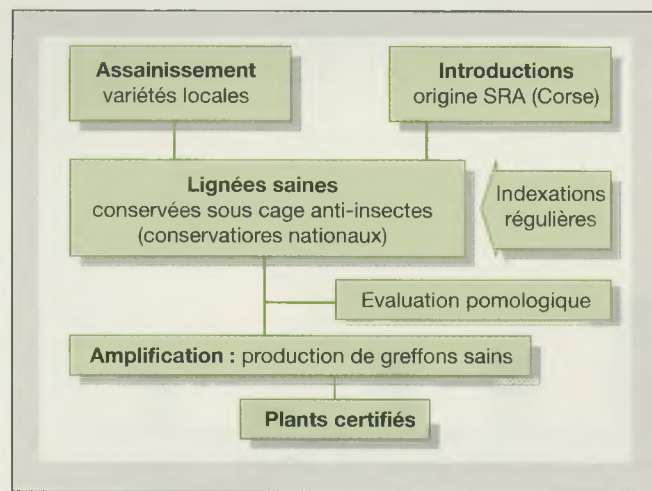 Assainissement
variétés locales
Introductions
origine SRA (Corse)
Lignées saines
conservées sous cage anti-insectes
(conservatiores nationaux)
Indexations
régulières
Evaluation pomologique
Amplification : production de greffons sains
Plants certifiés